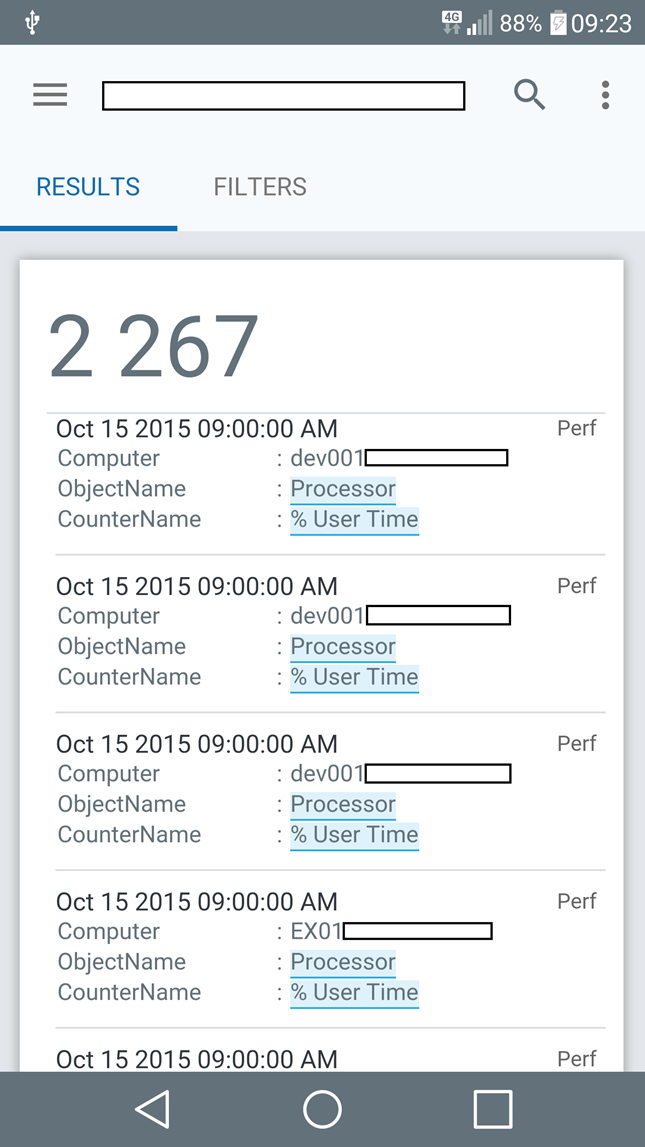 4G 88% 09:23
RESULTS FILTERS
2 267
Oct 15 2015 09:00:00 AM Perf
Computer : dev001
ObjectName : Processor
CounterName : % User Time
Oct 15 2015 09:00:00 AM Perf
Computer : dev001
ObjectName : Processor
CounterName : % User Time
Oct 15 2015 09:00:00 AM Perf
Computer : dev001
ObjectName : Processor
CounterName : % User Time
Oct 15 2015 09:00:00 AM Perf
Computer : EX01
ObjectName : Processor
CounterName : % User Time
Oct 15 2015 09:00:00 AM Perf